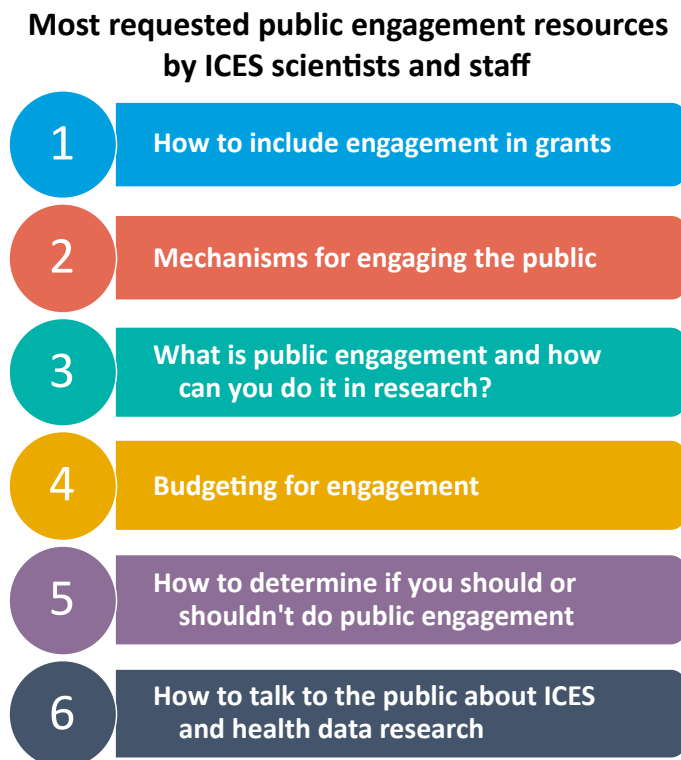 Most requested public engagement resources
by ICES scientists and staff
1
How to include engagement in grants
2
Mechanisms for engaging the public
3
What is public engagement and how
can you do it in research?
4
Budgeting for engagement
5
How to determine if you should or
shouldn't do public engagement
6
How to talk to the public about ICES
and health data research